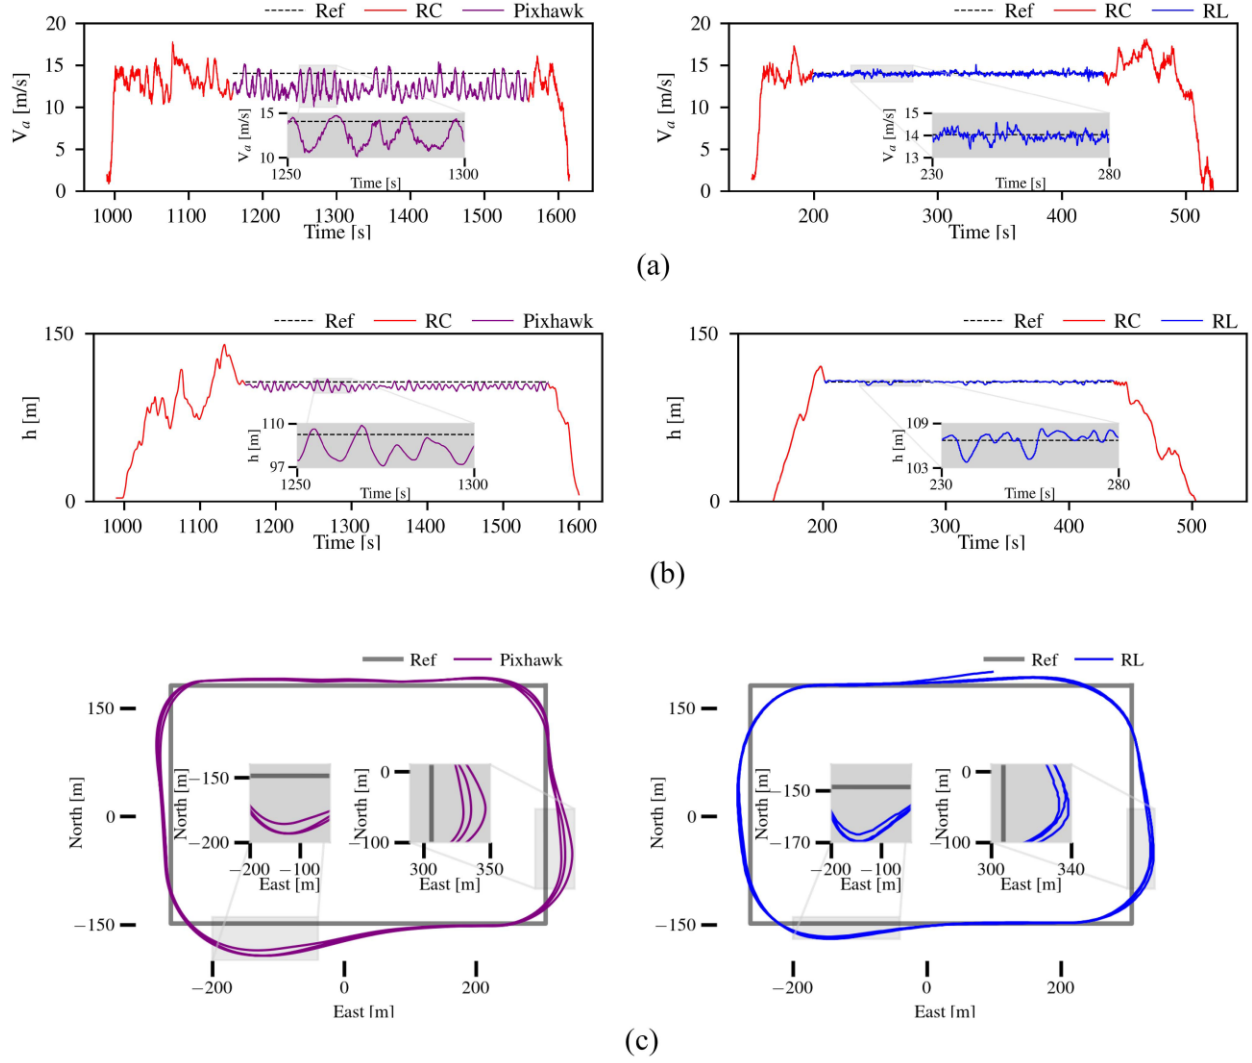 Ref RC Pixhawk
Ref RC RL
20
15
10
5
0
V_a [m/s]
15
10
V_a [m/s]
1250 1300
Time [s]
1000 1100 1200 1300 1400 1500 1600
Time [s]
20
15
10
5
0
V_a [m/s]
15
14
13
V_a [m/s]
230 280
Time [s]
200 300 400 500
Time [s]
(a)
Ref RC Pixhawk
Ref RC RL
150
0
h [m]
110
97
h [m]
1250 1300
Time [s]
1000 1100 1200 1300 1400 1500 1600
Time [s]
150
0
h [m]
109
103
h [m]
230 280
Time [s]
200 300 400 500
Time [s]
(b)
Ref Pixhawk
Ref RL
150
0
−150
North [m]
−150
−200
North [m]
−200 −100
East [m]
0
−100
North [m]
300 350
East [m]
−200 0 200
East [m]
150
0
−150
North [m]
−150
−170
North [m]
−200 −100
East [m]
0
−100
North [m]
300 340
East [m]
−200 0 200
East [m]
(c)